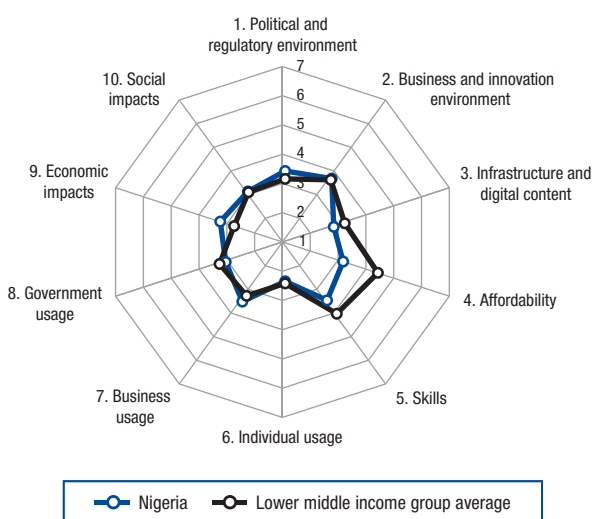 1. Political and
regulatory environment
2. Business and innovation
environment
3. Infrastructure and
digital content
4. Affordability
5. Skills
6. Individual usage
7. Business
usage
8. Government
usage
9. Economic
impacts
10. Social
impacts
7
6
5
4
3
2
1
Nigeria
Lower middle income group average